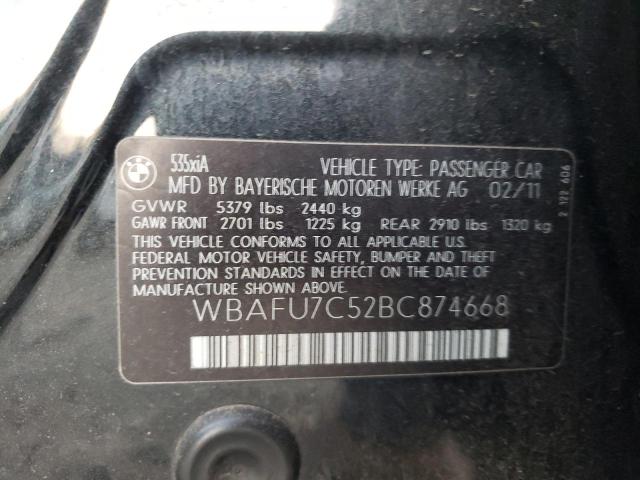 535xiA
VEHICLE TYPE: PASSENGER CAR
MFD BY BAYERISCHE MOTOREN WERKE AG 02/11
GVWR 5379 lbs 2440 kg
GAWR FRONT 2701 lbs 1225 kg REAR 2910 lbs 1320 kg
THIS VEHICLE CONFORMS TO ALL APPLICABLE U.S.
FEDERAL MOTOR VEHICLE SAFETY, BUMPER AND THEFT
PREVENTION STANDARDS IN EFFECT ON THE DATE OF
MANUFACTURE SHOWN ABOVE.
WBAFU7C52BC874668